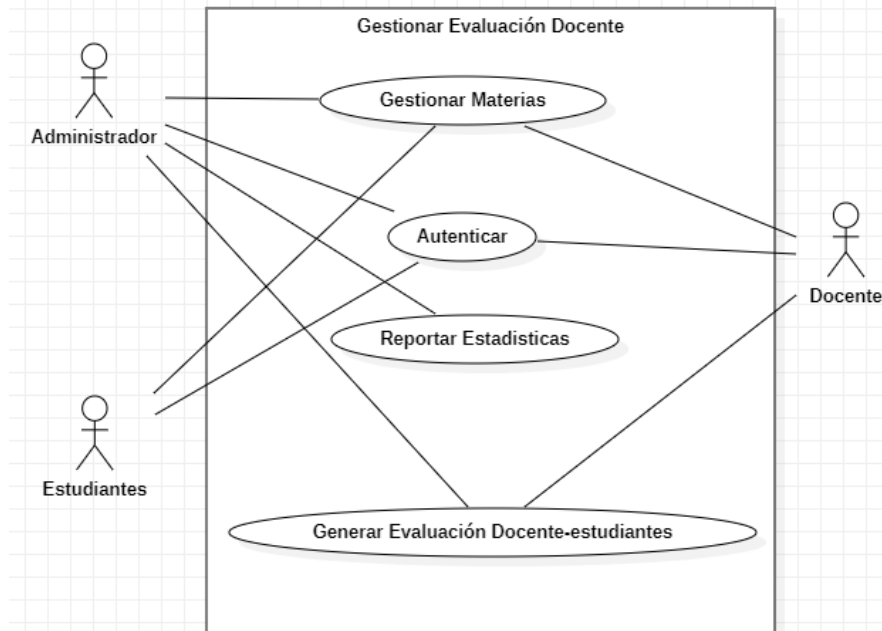 Gestionar Evaluación Docente
Gestionar Materias
Administrador
Autenticar
Docente
Reportar Estadisticas
Estudiantes
Generar Evaluación Docente-estudiantes